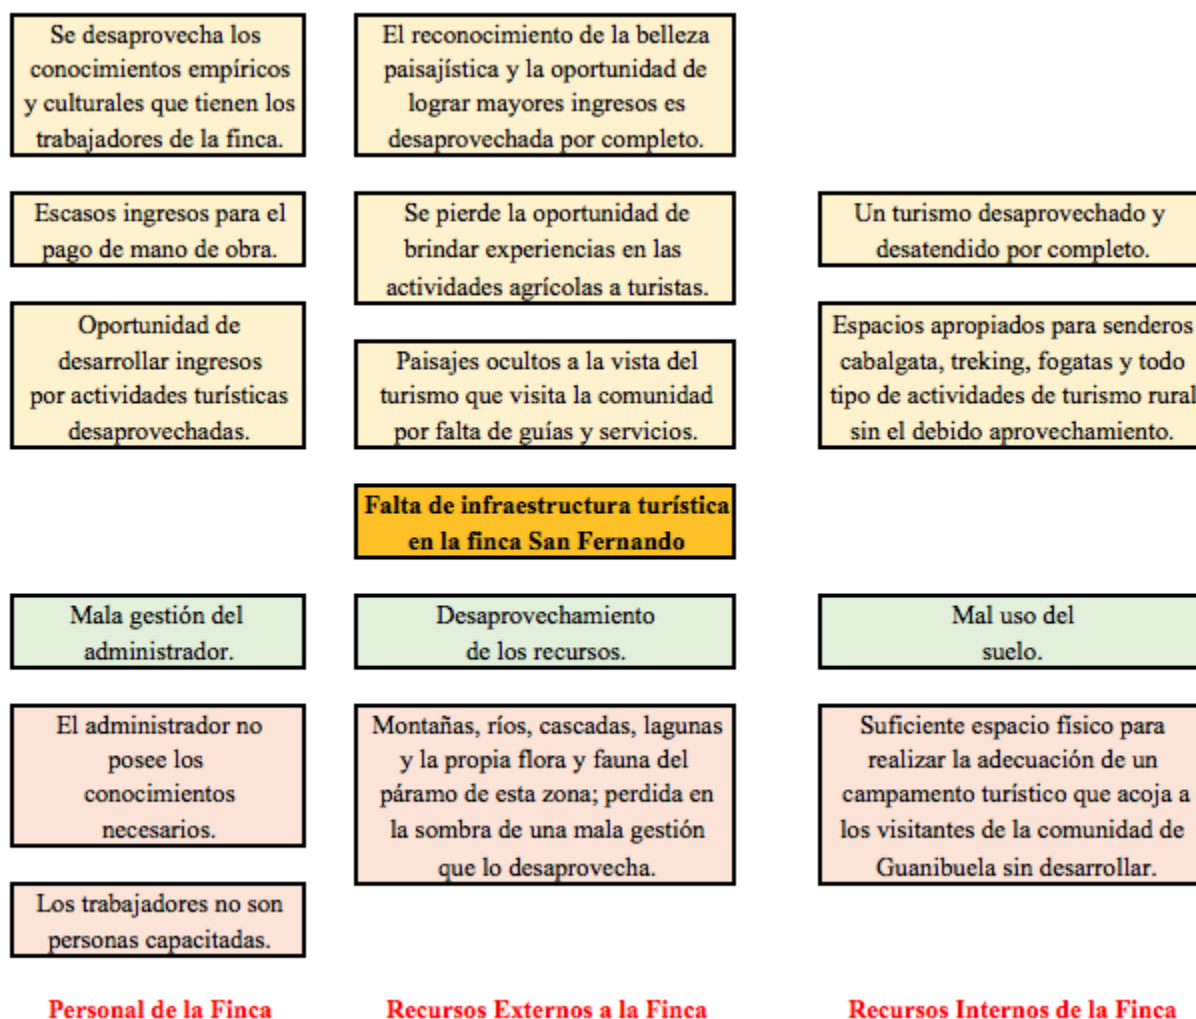 Se desaprovecha los
conocimientos empíricos
y culturales que tienen los
trabajadores de la finca.
El reconocimiento de la belleza
paisajística y la oportunidad de
lograr mayores ingresos es
desaprovechada por completo.
Escasos ingresos para el
pago de mano de obra.
Se pierde la oportunidad de
brindar experiencias en las
actividades agrícolas a turistas.
Un turismo desaprovechado y
desatendido por completo.
Oportunidad de
desarrollar ingresos
por actividades turísticas
desaprovechadas.
Paisajes ocultos a la vista del
turismo que visita la comunidad
por falta de guías y servicios.
Espacios apropiados para senderos
cabalgata, treking, fogatas y todo
tipo de actividades de turismo rural
sin el debido aprovechamiento.
Falta de infraestructura turística
en la finca San Fernando
Mala gestión del
administrador.
Desaprovechamiento
de los recursos.
Mal uso del
suelo.
El administrador no
posee los
conocimientos
necesarios.
Montañas, ríos, cascadas, lagunas
y la propia flora y fauna del
páramo de esta zona; perdida en
la sombra de una mala gestión
que lo desaprovecha.
Suficiente espacio físico para
realizar la adecuación de un
campamento turístico que acoja a
los visitantes de la comunidad de
Guanibuela sin desarrollar.
Los trabajadores no son
personas capacitadas.
Personal de la Finca
Recursos Externos a la Finca
Recursos Internos de la Finca